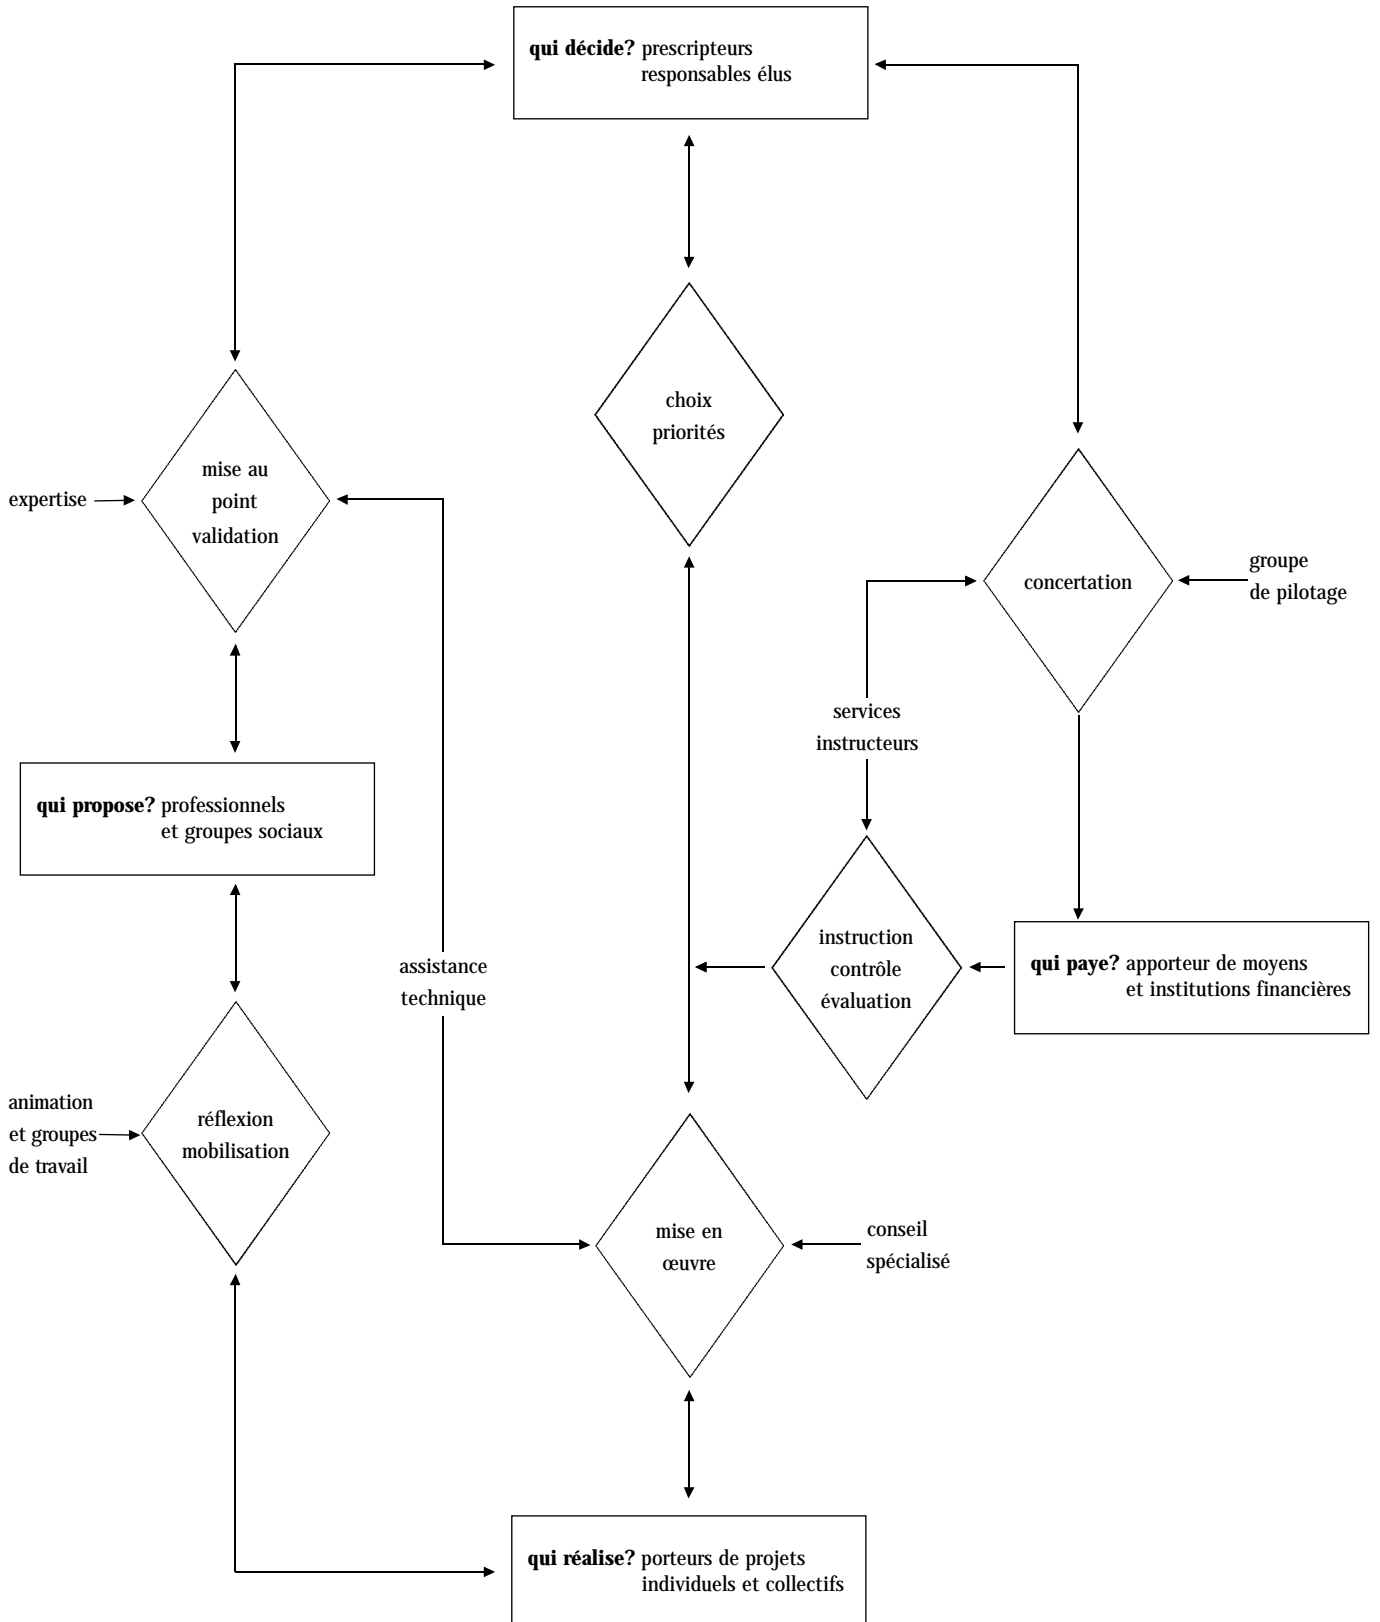 qui décide? prescripteurs
responsables élus
choix
priorités
mise au
point
validation
expertise
concertation
groupe
de pilotage
services
instructeurs
qui propose? professionnels
et groupes sociaux
assistance
technique
instruction
contrôle
évaluation
qui paye? apporteur de moyens
et institutions financières
animation
et groupes
de travail
réflexion
mobilisation
mise en
œuvre
conseil
spécialisé
qui réalise? porteurs de projets
individuels et collectifs